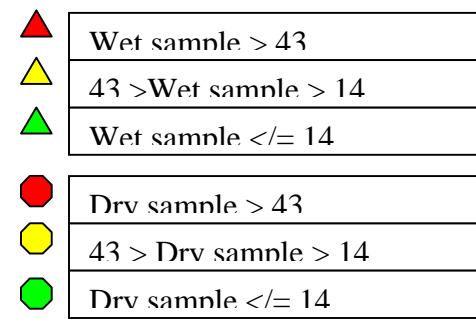 Wet sample > 43
43 >Wet sample > 14
Wet sample </= 14
Dry sample > 43
43 > Dry sample > 14
Dry sample </= 14